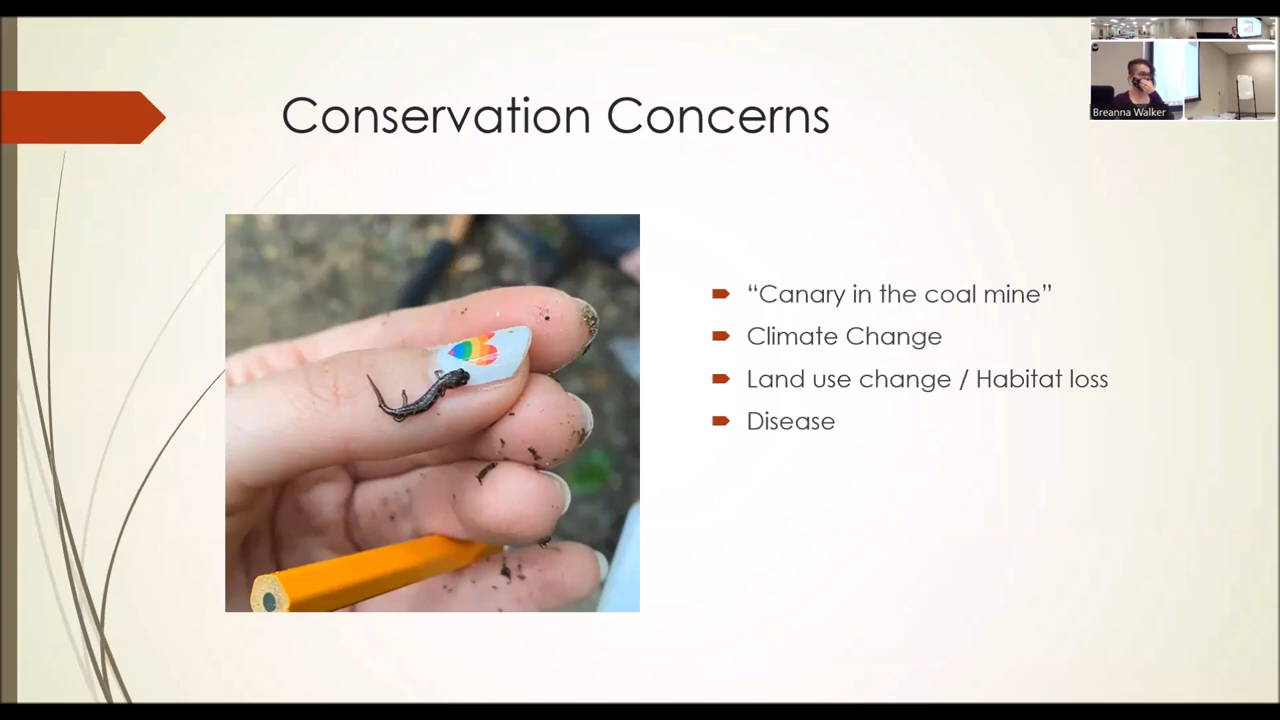 Conservation Concerns
“Canary in the coal mine”
Climate Change
Land use change / Habitat loss
Disease
Breanna Walker